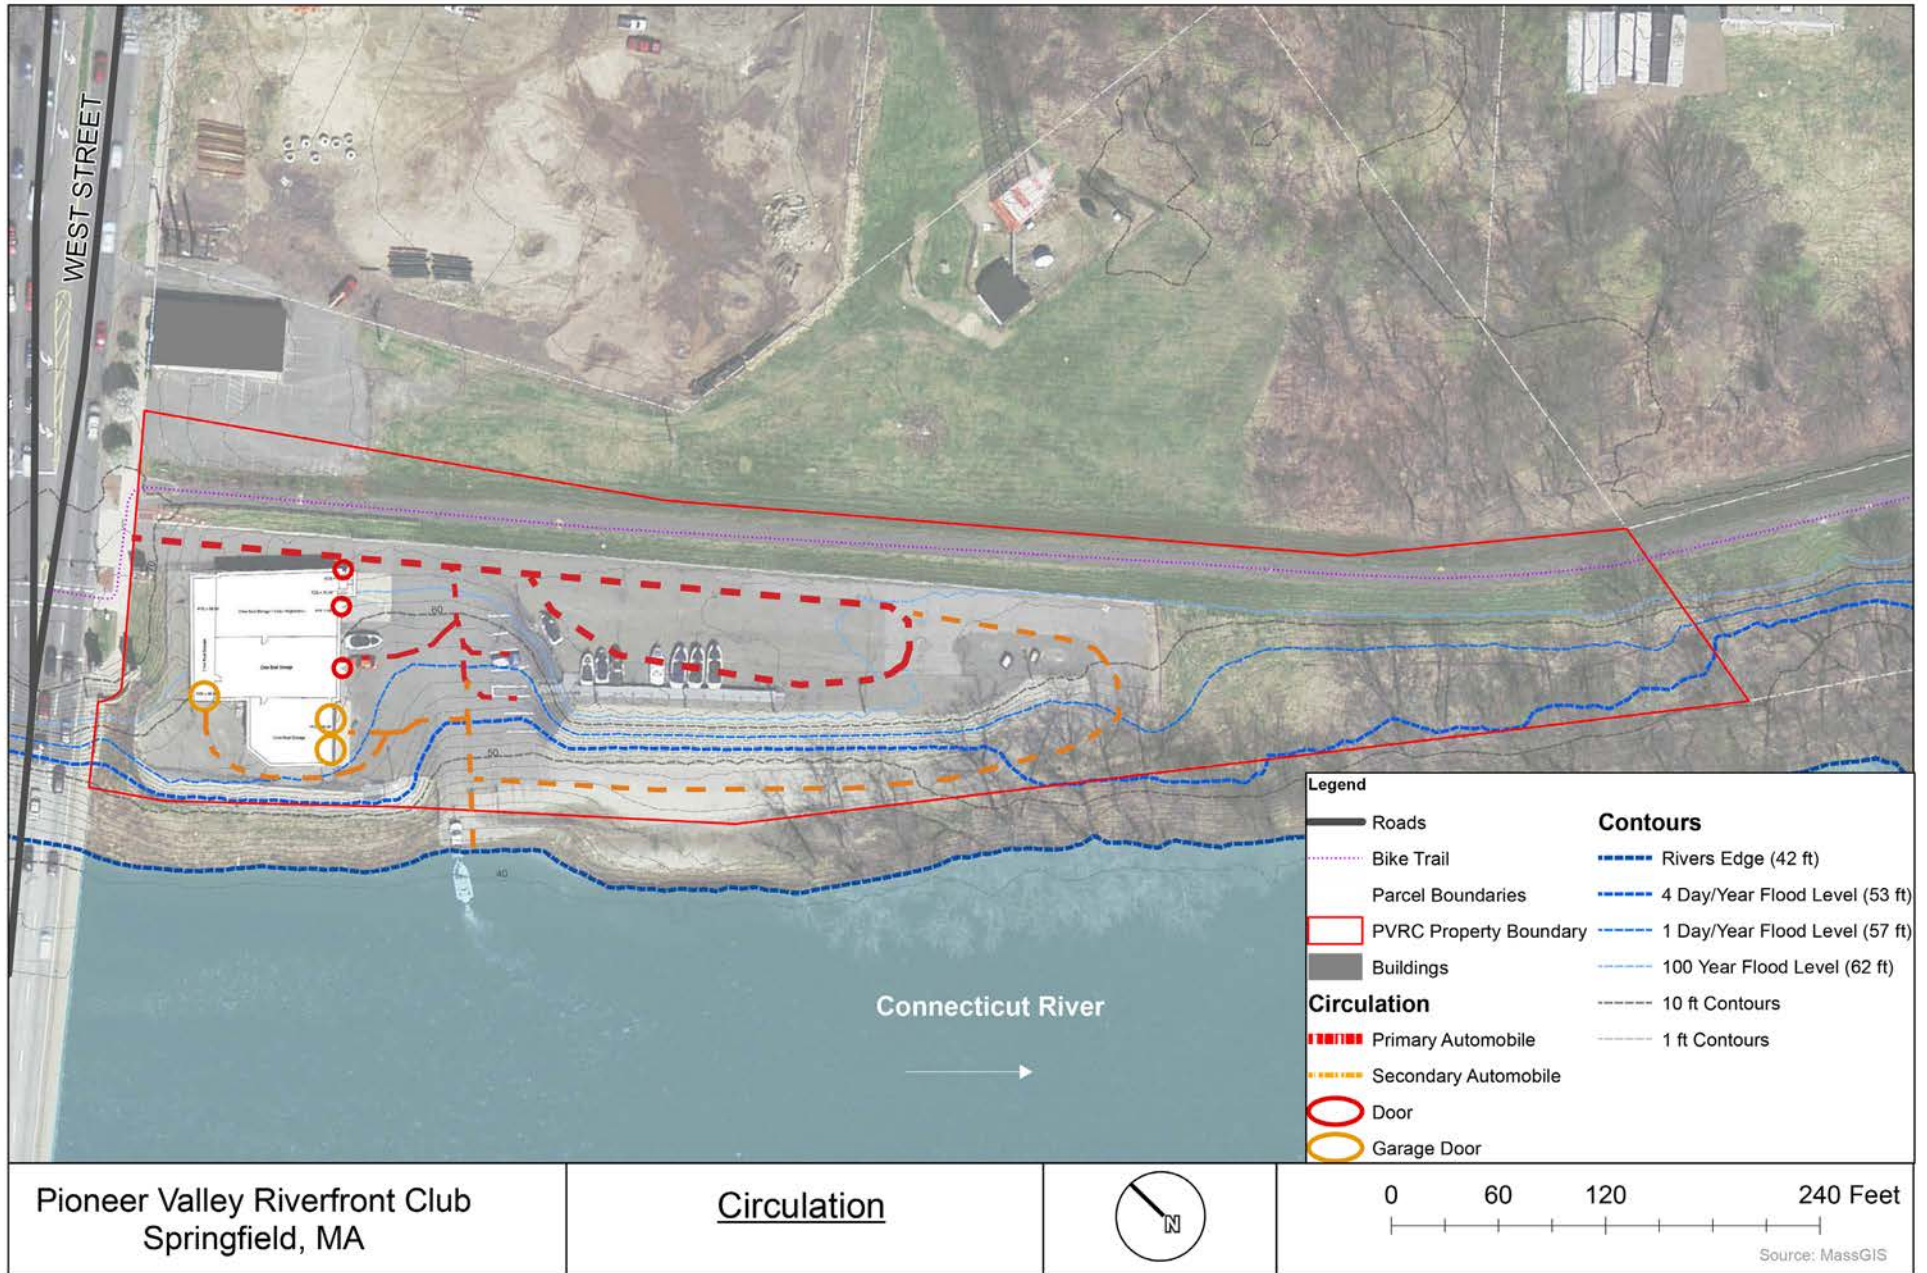 WEST STREET
60
50
40
Connecticut River
Legend
Roads
Bike Trail
Parcel Boundaries
PVRC Property Boundary
Buildings
Circulation
Primary Automobile
Secondary Automobile
Door
Garage Door
Contours
Rivers Edge (42 ft)
4 Day/Year Flood Level (53 ft)
1 Day/Year Flood Level (57 ft)
100 Year Flood Level (62 ft)
10 ft Contours
1 ft Contours
Pioneer Valley Riverfront Club
Springfield, MA
Circulation
N
0 60 120 240 Feet
Source: MassGIS